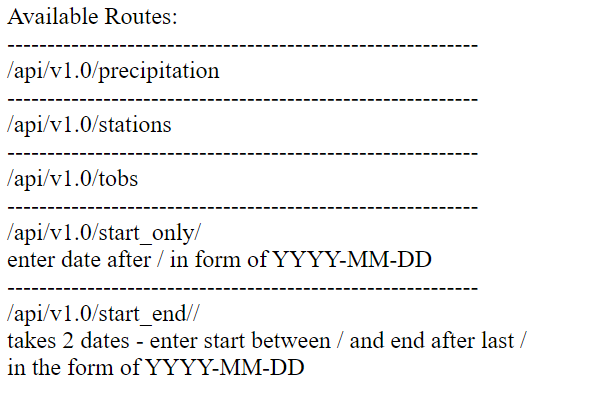 Available Routes:
-----------------------------------------------------------
/api/v1.0/precipitation
-----------------------------------------------------------
/api/v1.0/stations
-----------------------------------------------------------
/api/v1.0/tobs
-----------------------------------------------------------
/api/v1.0/start_only/
enter date after / in form of YYYY-MM-DD
-----------------------------------------------------------
/api/v1.0/start_end//
takes 2 dates - enter start between / and end after last /
in the form of YYYY-MM-DD